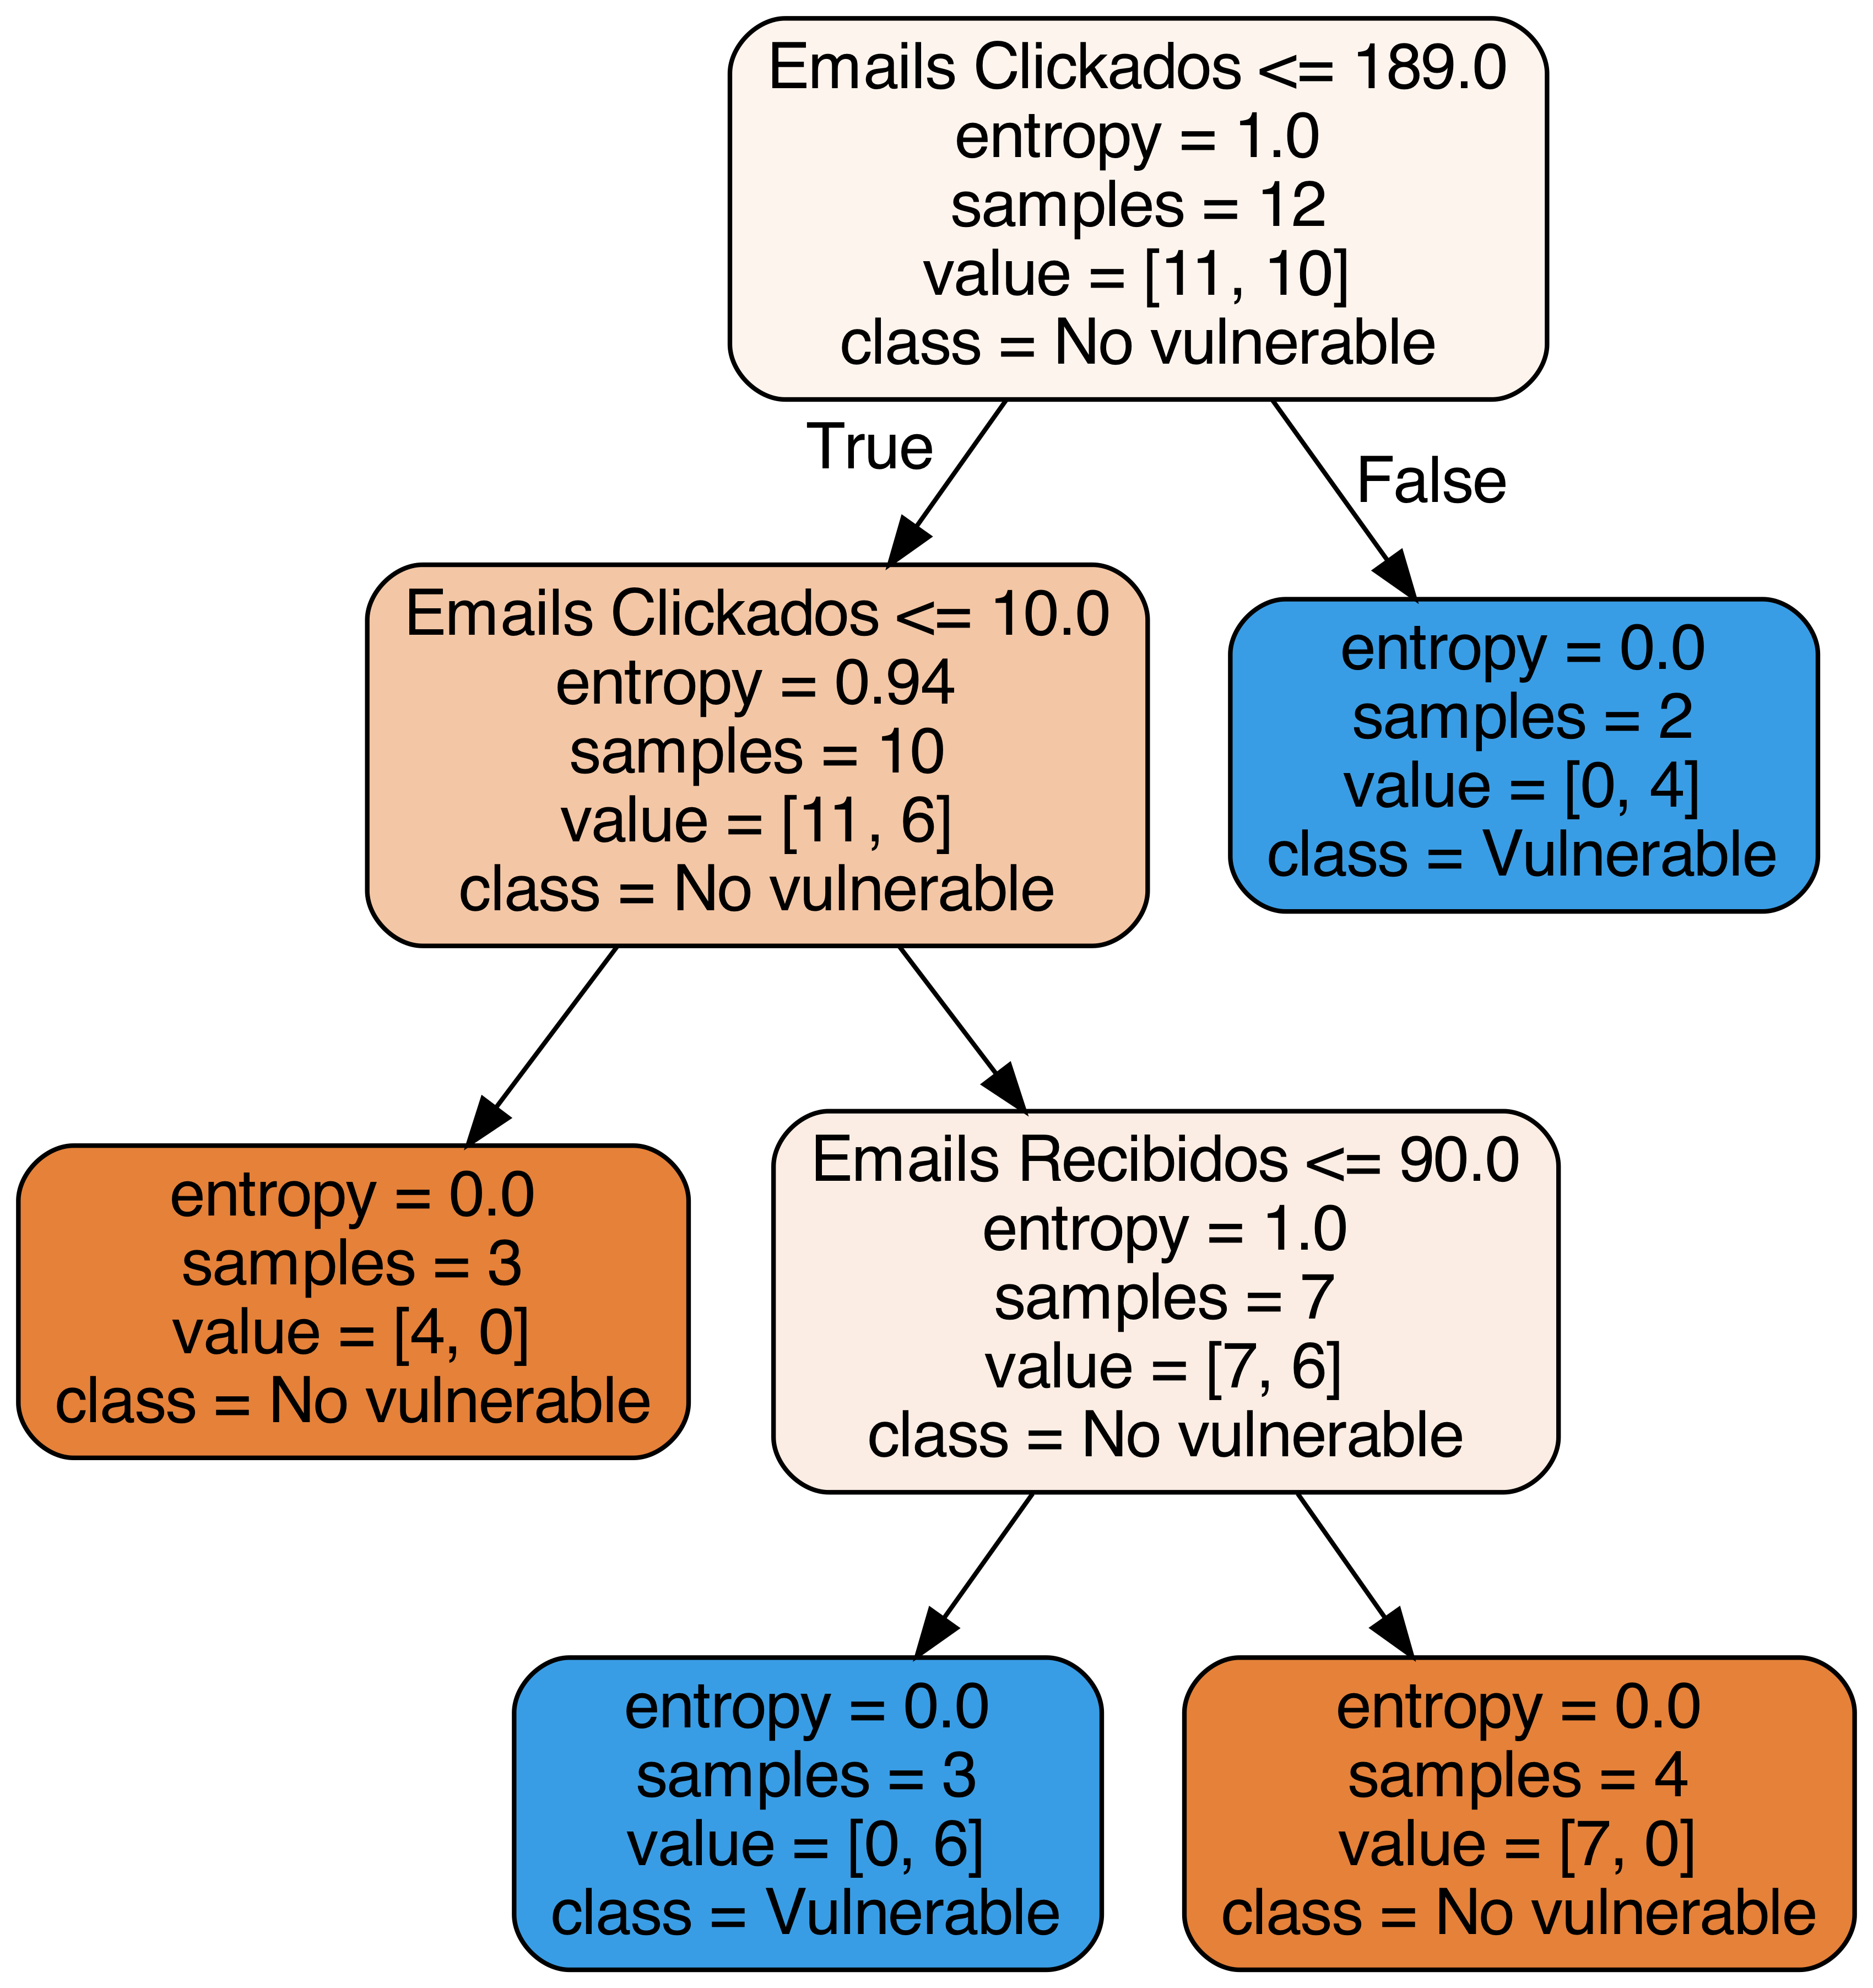 Emails Clickados <= 189.0
entropy = 1.0
samples = 12
value = [11, 10]
class = No vulnerable
True
False
Emails Clickados <= 10.0
entropy = 0.94
samples = 10
value = [11, 6]
class = No vulnerable
entropy = 0.0
samples = 2
value = [0, 4]
class = Vulnerable
entropy = 0.0
samples = 3
value = [4, 0]
class = No vulnerable
Emails Recibidos <= 90.0
entropy = 1.0
samples = 7
value = [7, 6]
class = No vulnerable
entropy = 0.0
samples = 3
value = [0, 6]
class = Vulnerable
entropy = 0.0
samples = 4
value = [7, 0]
class = No vulnerable